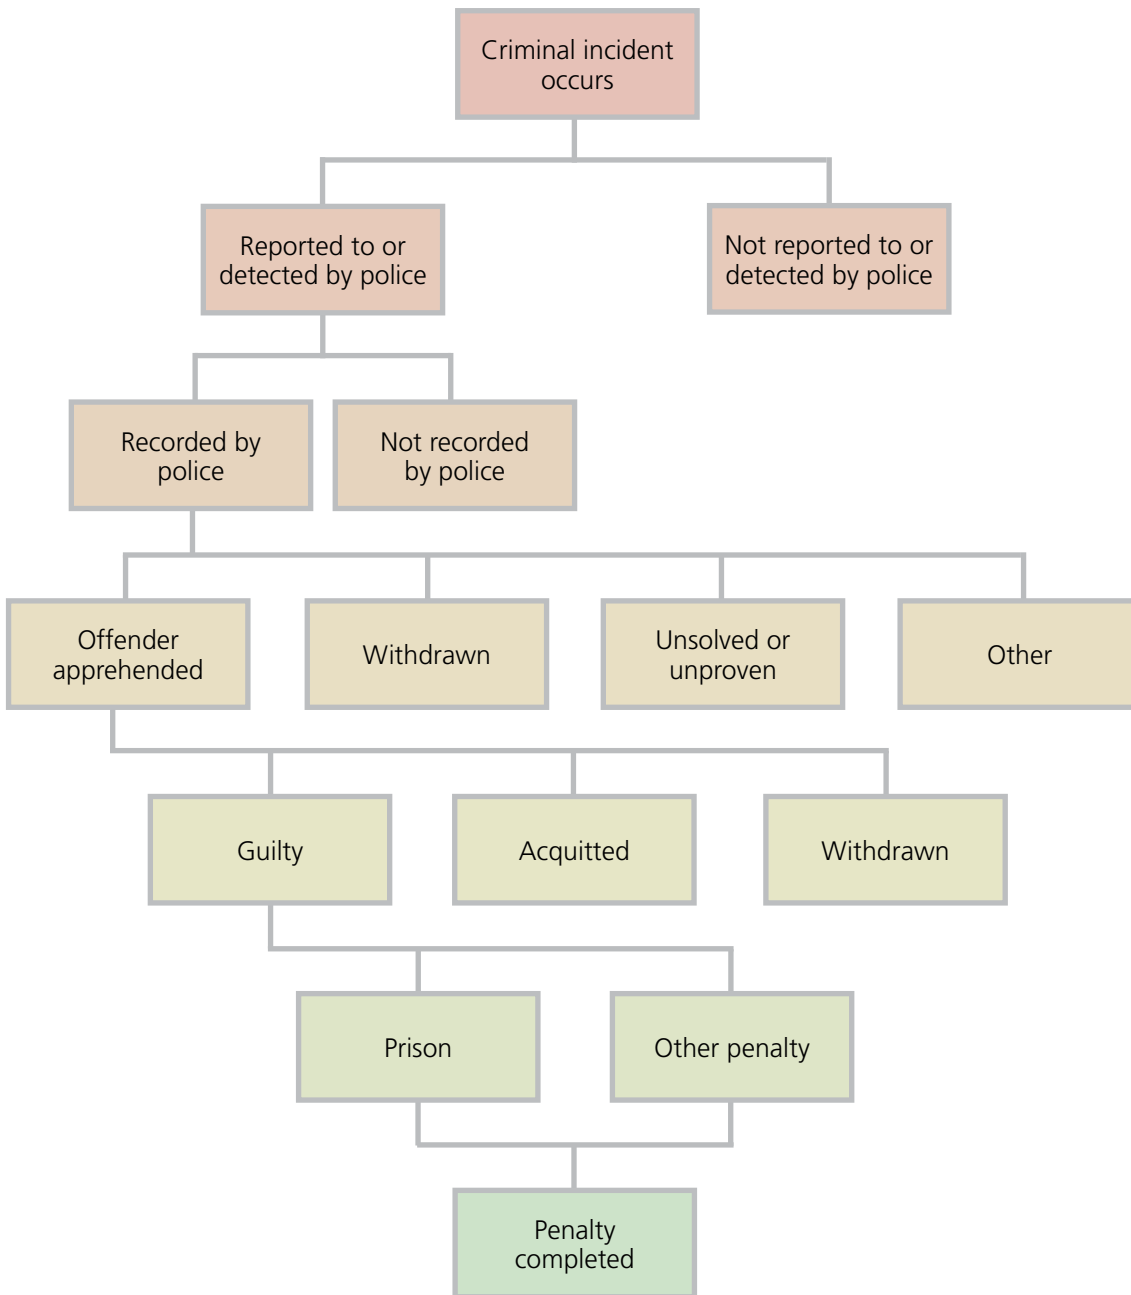 Criminal incident
occurs
Reported to or
detected by police
Not reported to or
detected by police
Recorded by
police
Not recorded
by police
Offender
apprehended
Withdrawn
Unsolved or
unproven
Other
Guilty
Acquitted
Withdrawn
Prison
Other penalty
Penalty
completed